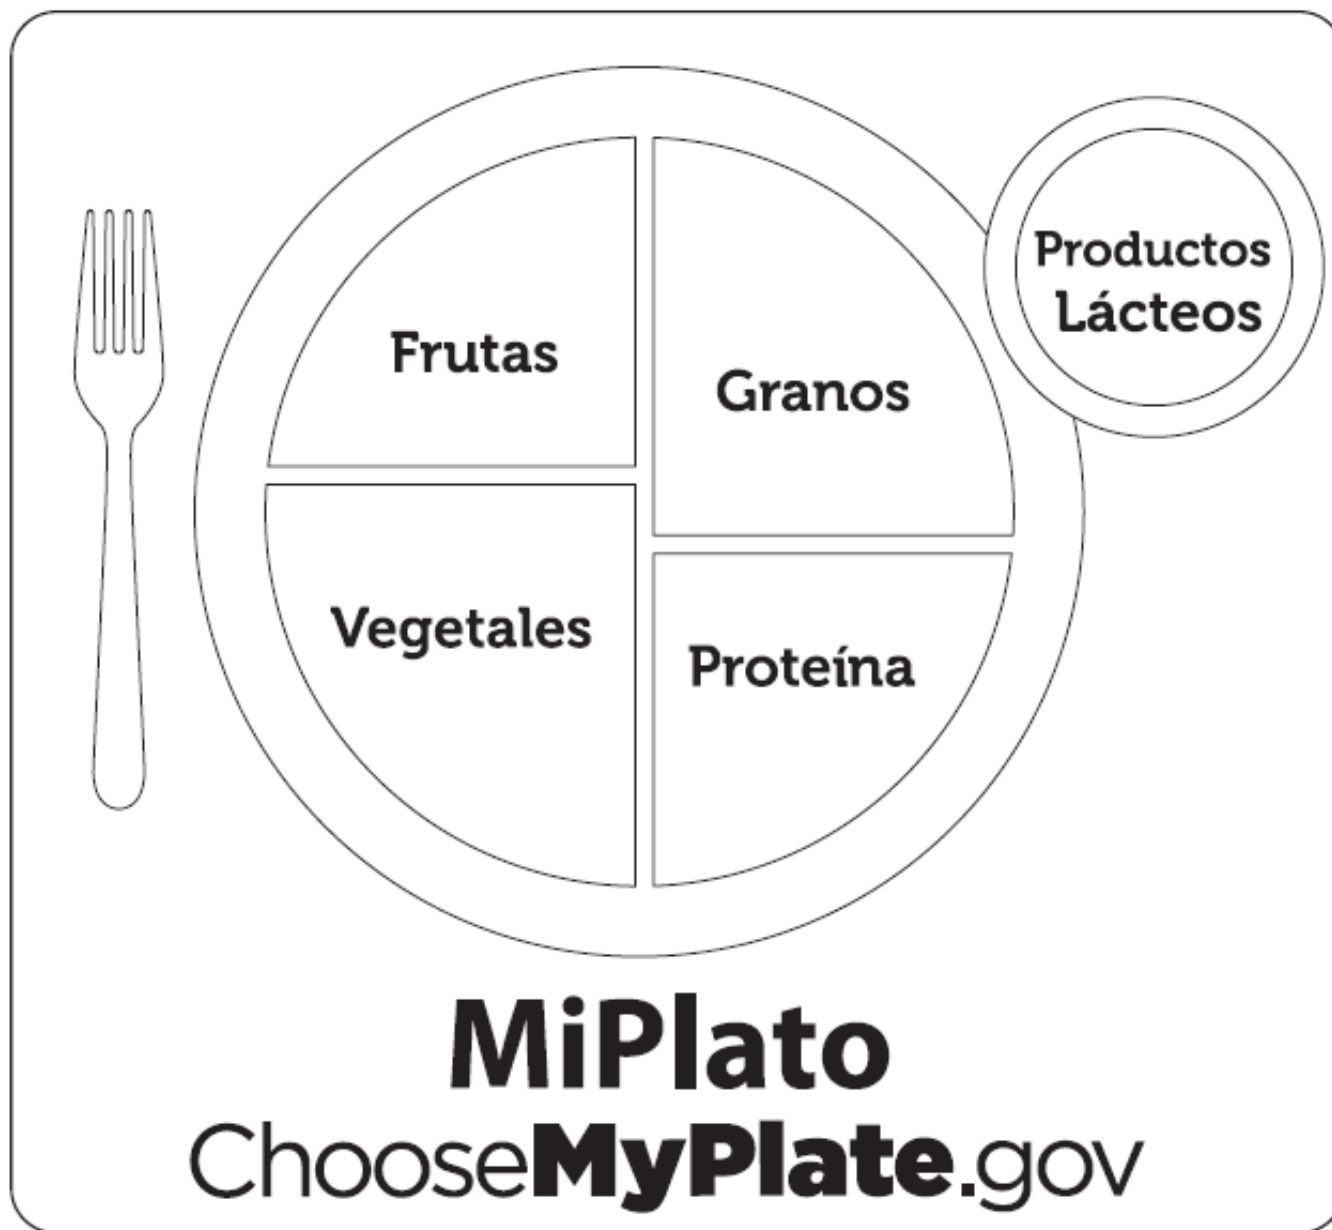 Frutas
Granos
Productos
Lácteos
Vegetales
Proteína
MiPlato
ChooseMyPlate.gov